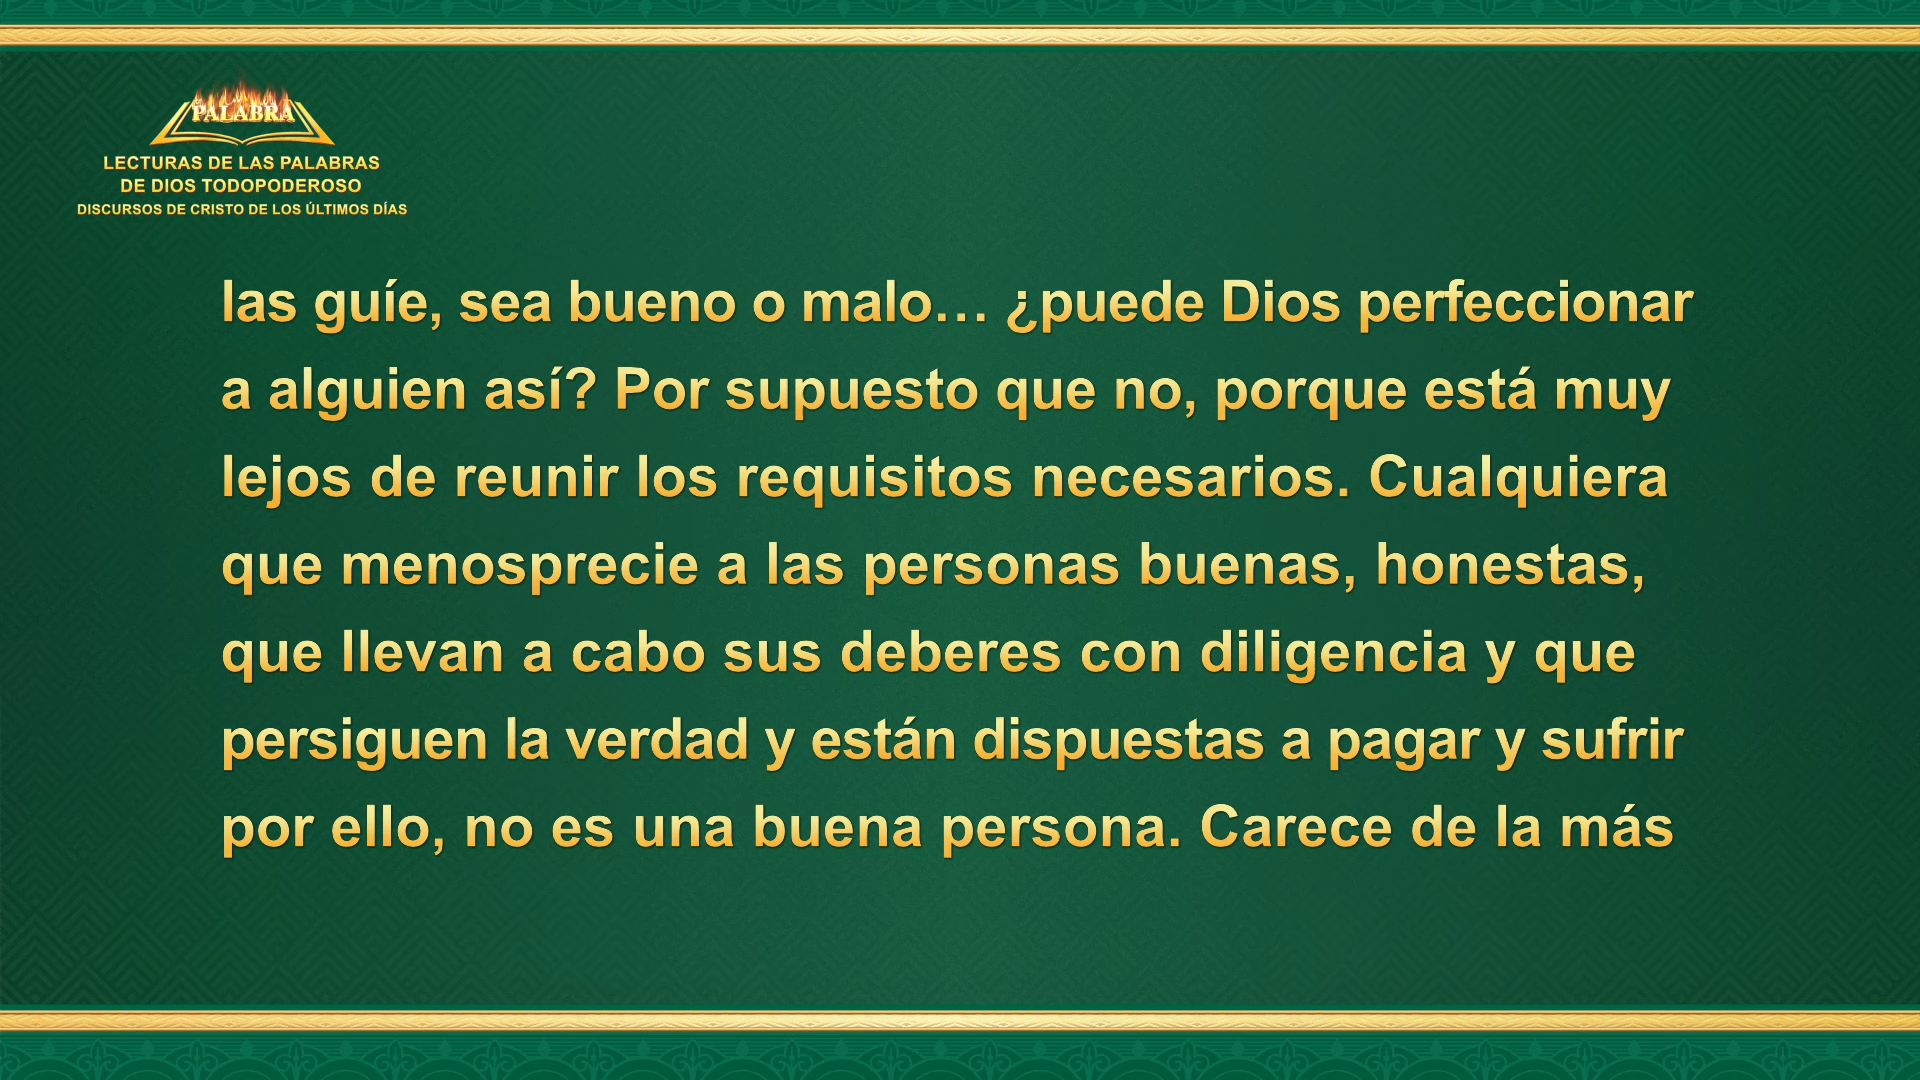 PALABRA
LECTURAS DE LAS PALABRAS
DE DIOS TODOPODEROSO
DISCURSOS DE CRISTO DE LOS ÚLTIMOS DÍAS
las guíe, sea bueno o malo… ¿puede Dios perfeccionar
a alguien así? Por supuesto que no, porque está muy
lejos de reunir los requisitos necesarios. Cualquiera
que menosprecie a las personas buenas, honestas,
que llevan a cabo sus deberes con diligencia y que
persiguen la verdad y están dispuestas a pagar y sufrir
por ello, no es una buena persona. Carece de la más